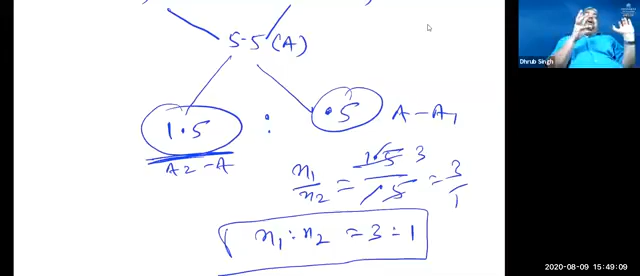 5.5 (A)
1.5 : .5 A - A1
A2 - A
n1/n2 = 1.5/.5 3 = 3/1
n1 : n2 = 3 : 1
Dhrub Singh
2020-08-09 15:49:09